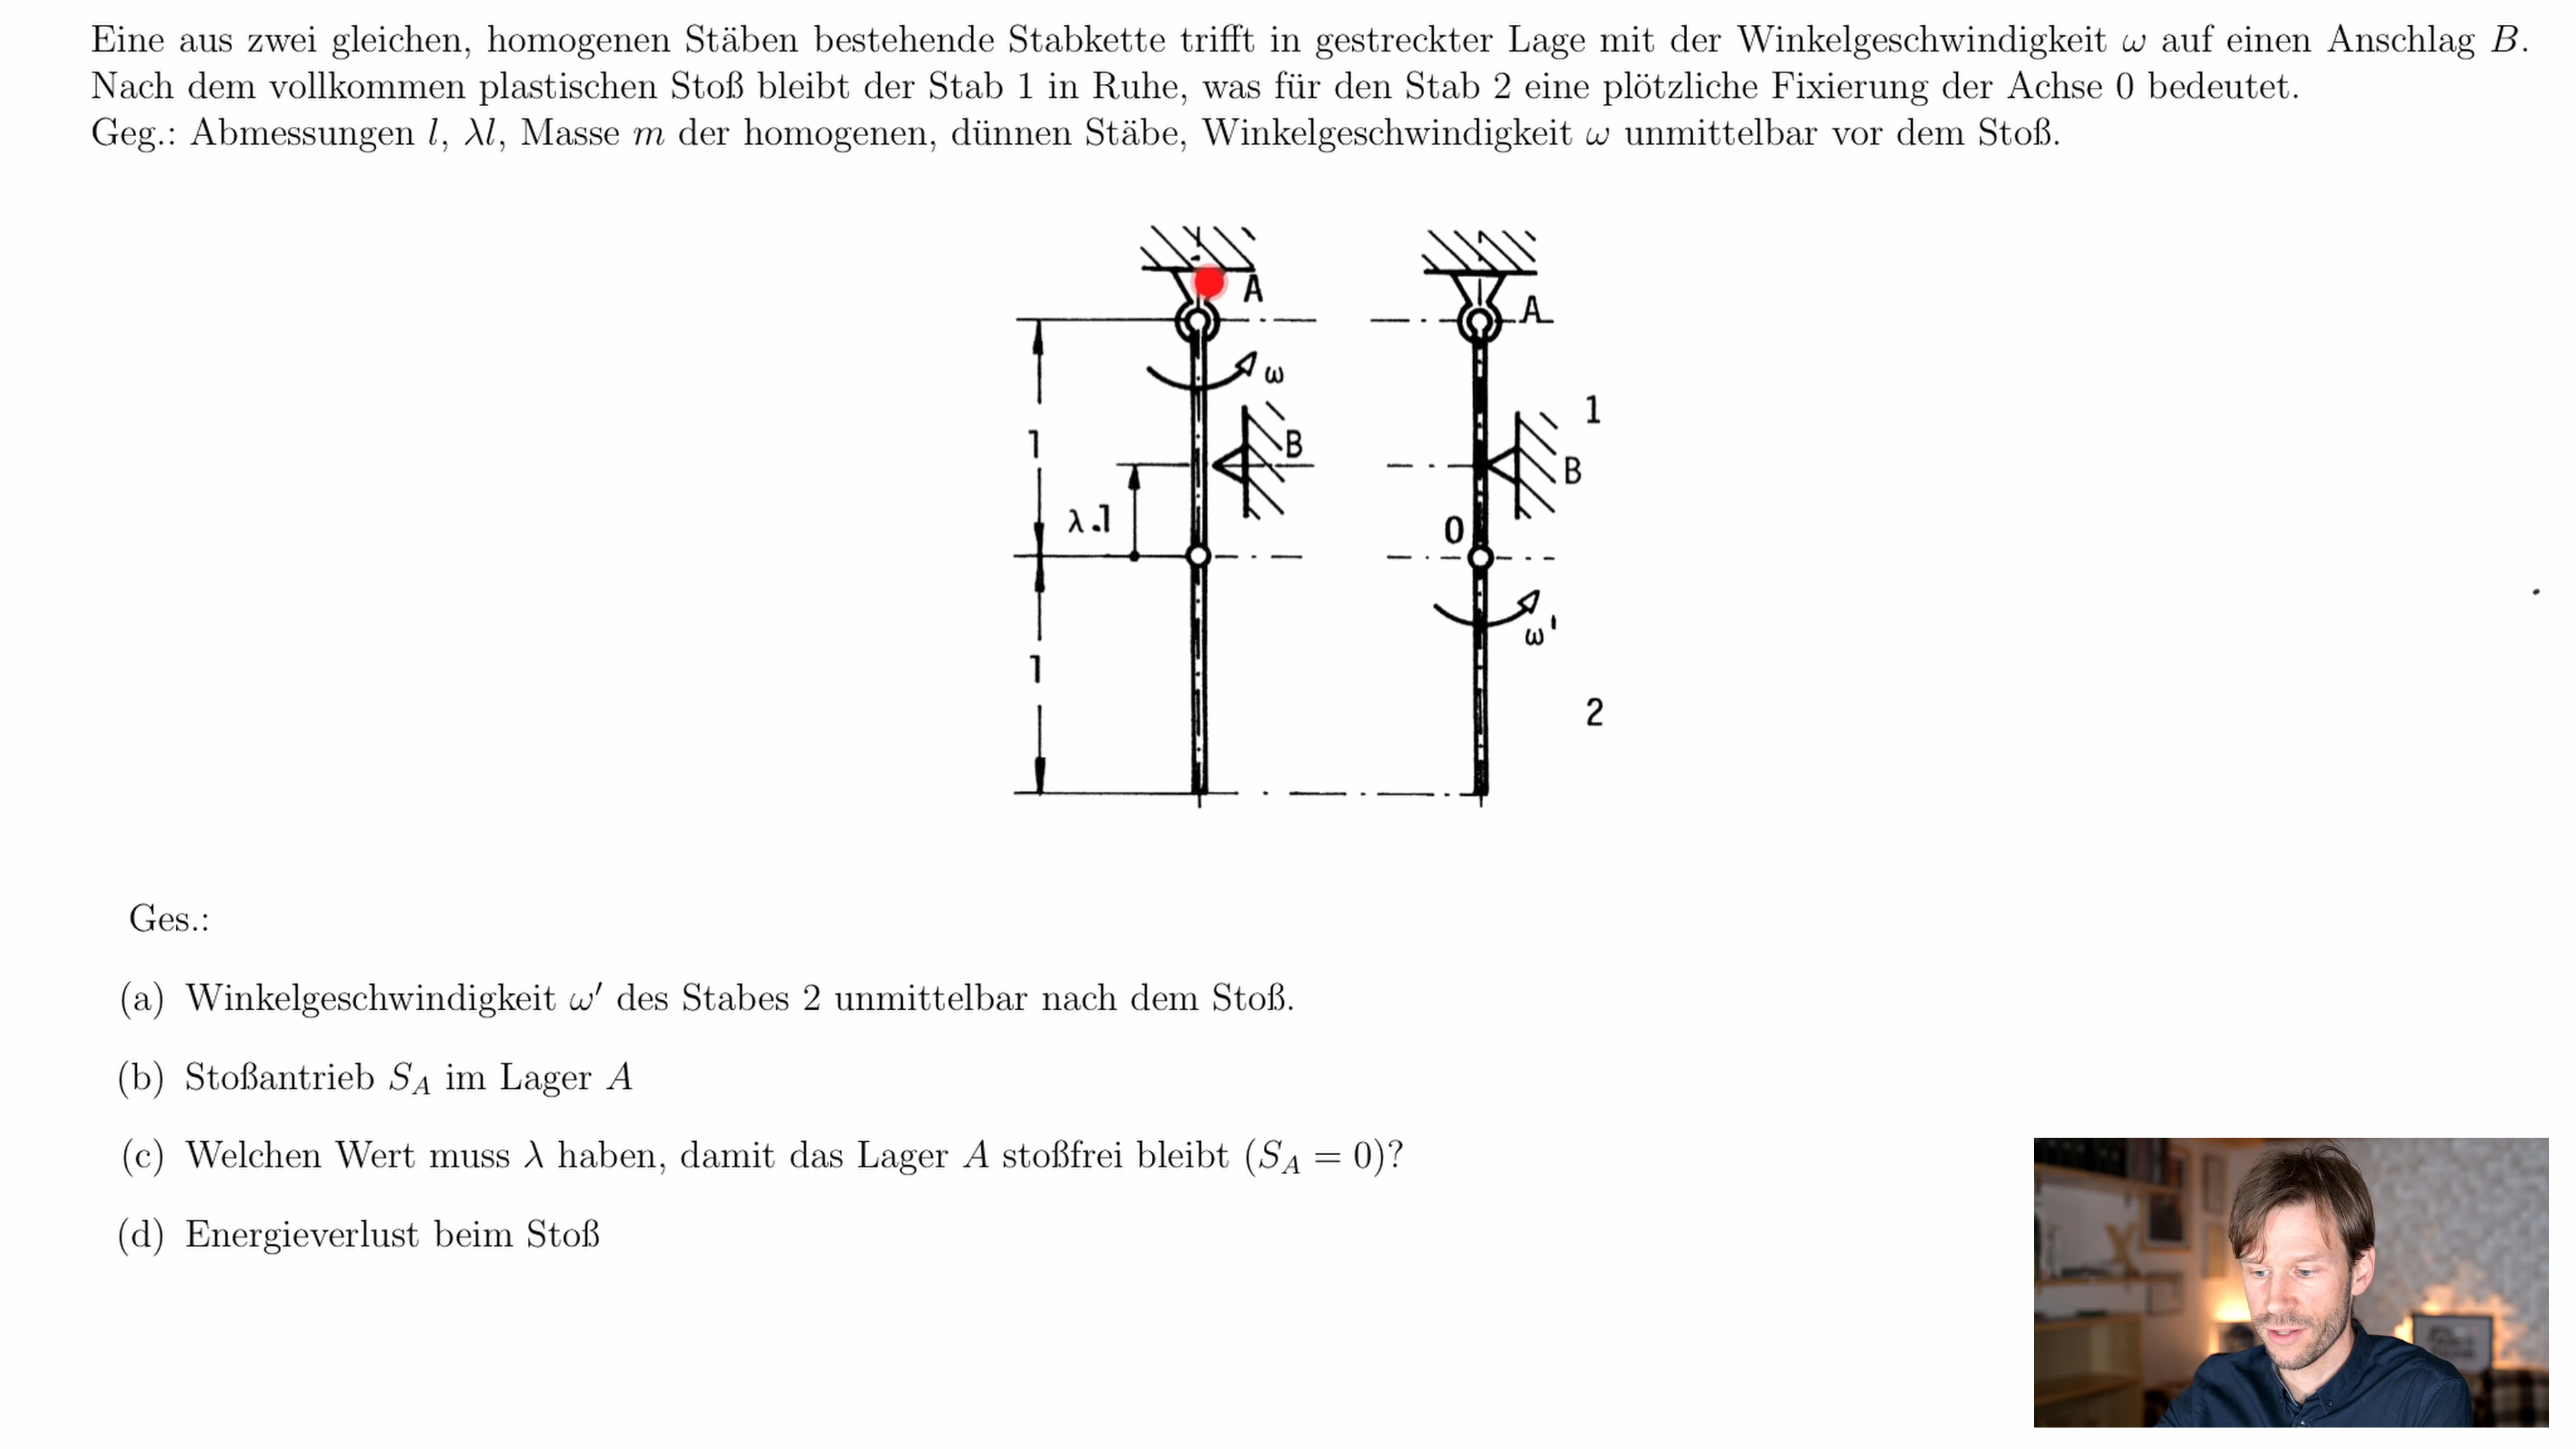 Eine aus zwei gleichen, homogenen Stäben bestehende Stabkette trifft in gestreckter Lage mit der Winkelgeschwindigkeit ω auf einen Anschlag B.
Nach dem vollkommen plastischen Stoß bleibt der Stab 1 in Ruhe, was für den Stab 2 eine plötzliche Fixierung der Achse 0 bedeutet.
Geg.: Abmessungen l, λl, Masse m der homogenen, dünnen Stäbe, Winkelgeschwindigkeit ω unmittelbar vor dem Stoß.
A
A
ω
1
l
B
B
λ.l
0
ω'
l
2
Ges.:
(a) Winkelgeschwindigkeit ω′ des Stabes 2 unmittelbar nach dem Stoß.
(b) Stoßantrieb S_A im Lager A
(c) Welchen Wert muss λ haben, damit das Lager A stoßfrei bleibt (S_A = 0)?
(d) Energieverlust beim Stoß